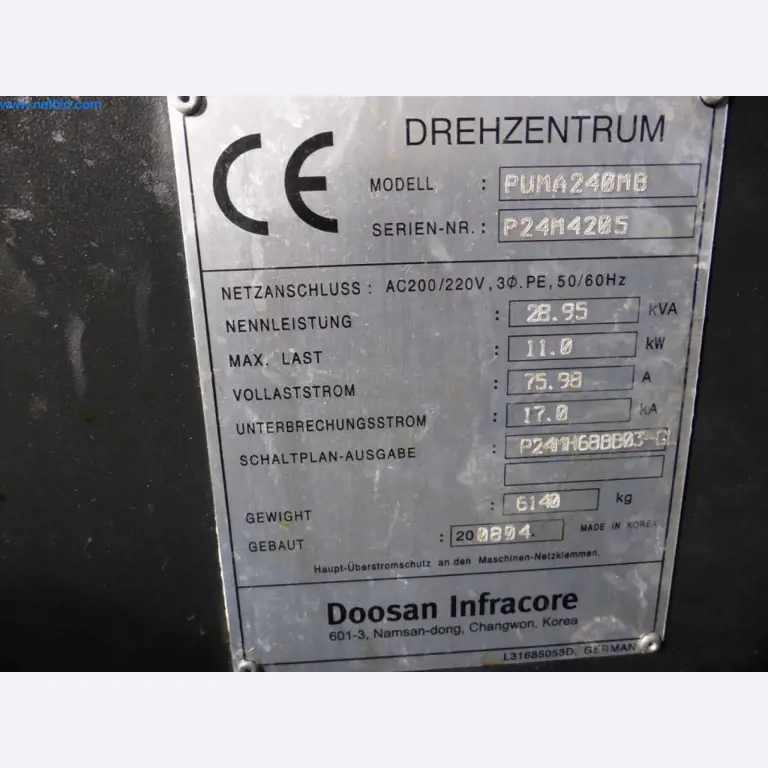 www.netbid.com
CE
DREHZENTRUM
MODELL : PUMA240MB
SERIEN-NR. : P24M4205
NETZANSCHLUSS : AC200/220V, 3Φ. PE, 50/60Hz
NENNLEISTUNG : 28.95 KVA
MAX. LAST : 11.0 kW
VOLLASTSTROM : 75.98 A
UNTERBRECHUNGSSTROM : 17.0 kA
SCHALTPLAN-AUSGABE : P24MH6BBB03-G
GEWIGHT : 6140 kg
GEBAUT : 200804. MADE IN KOREA
Haupt-Überstromschutz an den Maschinen-Netzklemmen.
Doosan Infracore
601-3, Namsan-dong, Changwon, Korea
L31685053D, GERMAN